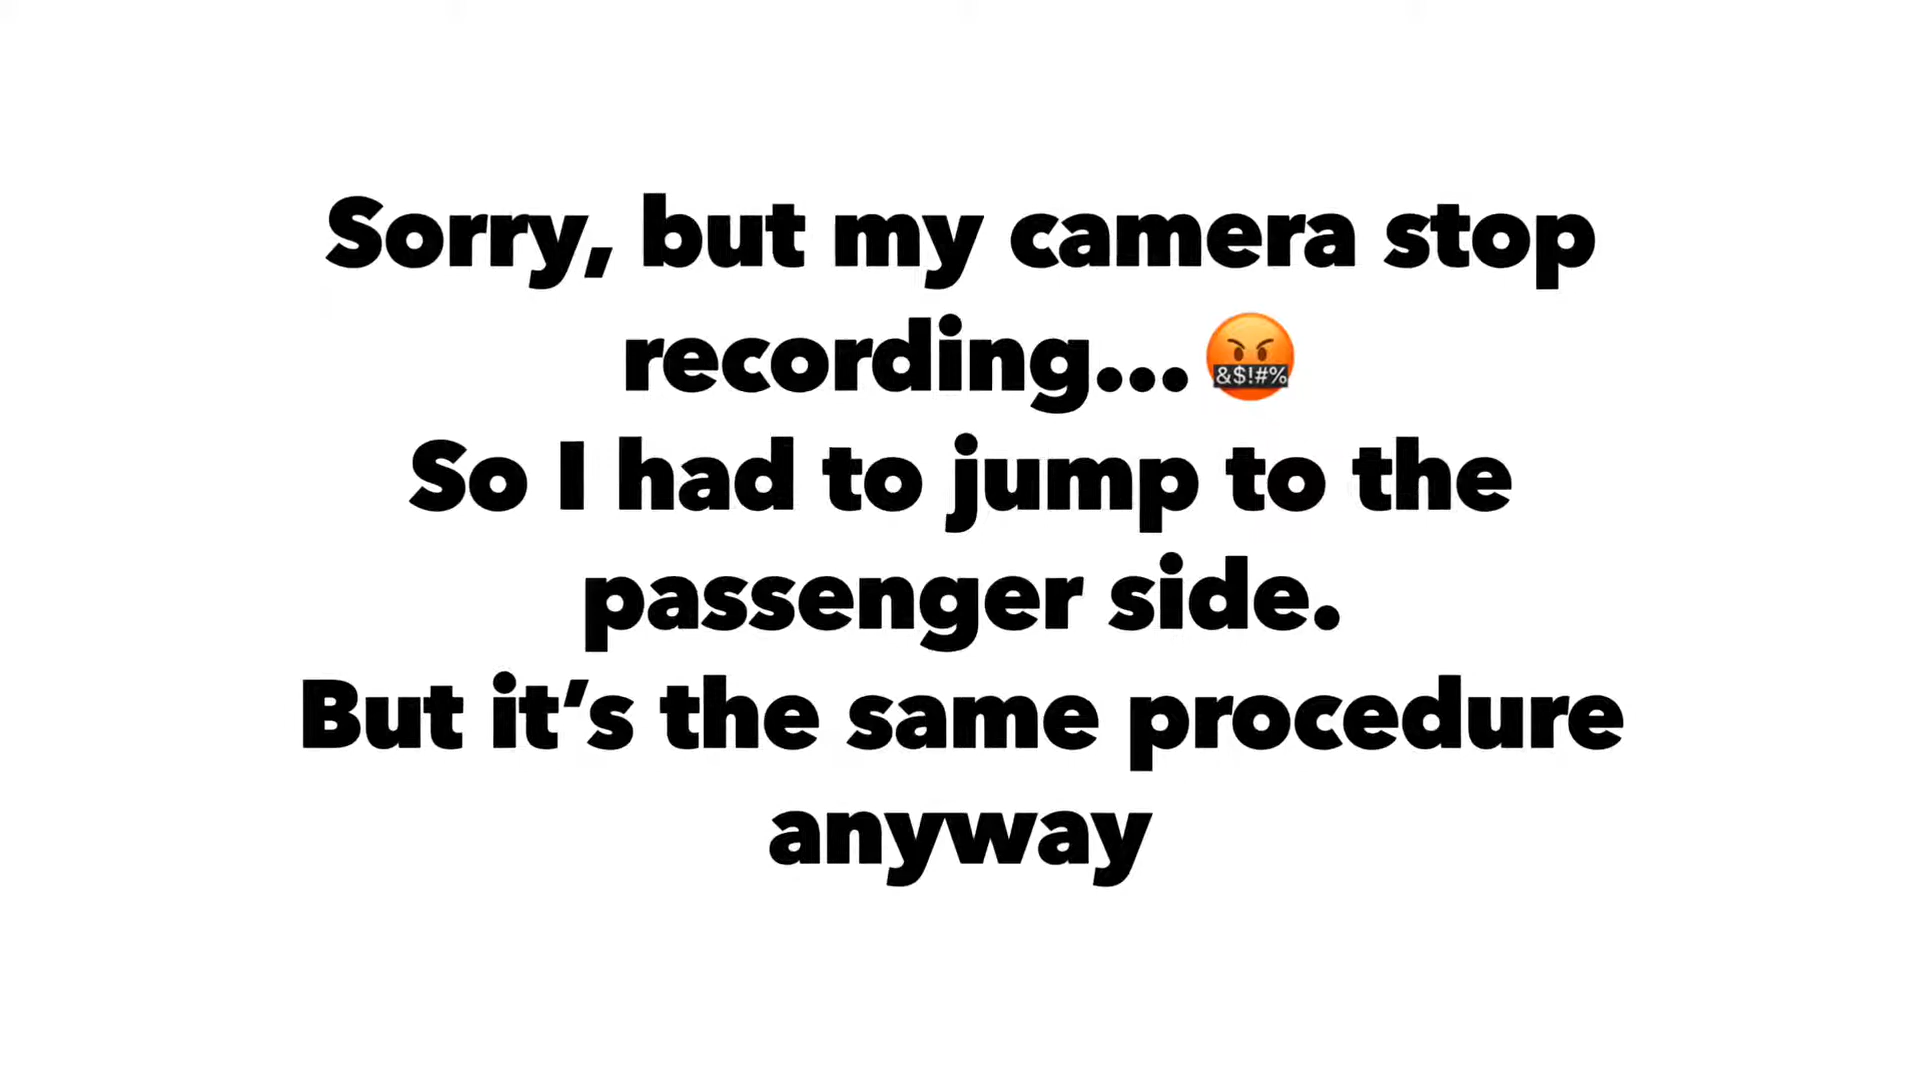 Sorry, but my camera stop
recording... 🤬
So I had to jump to the
passenger side.
But it’s the same procedure
anyway